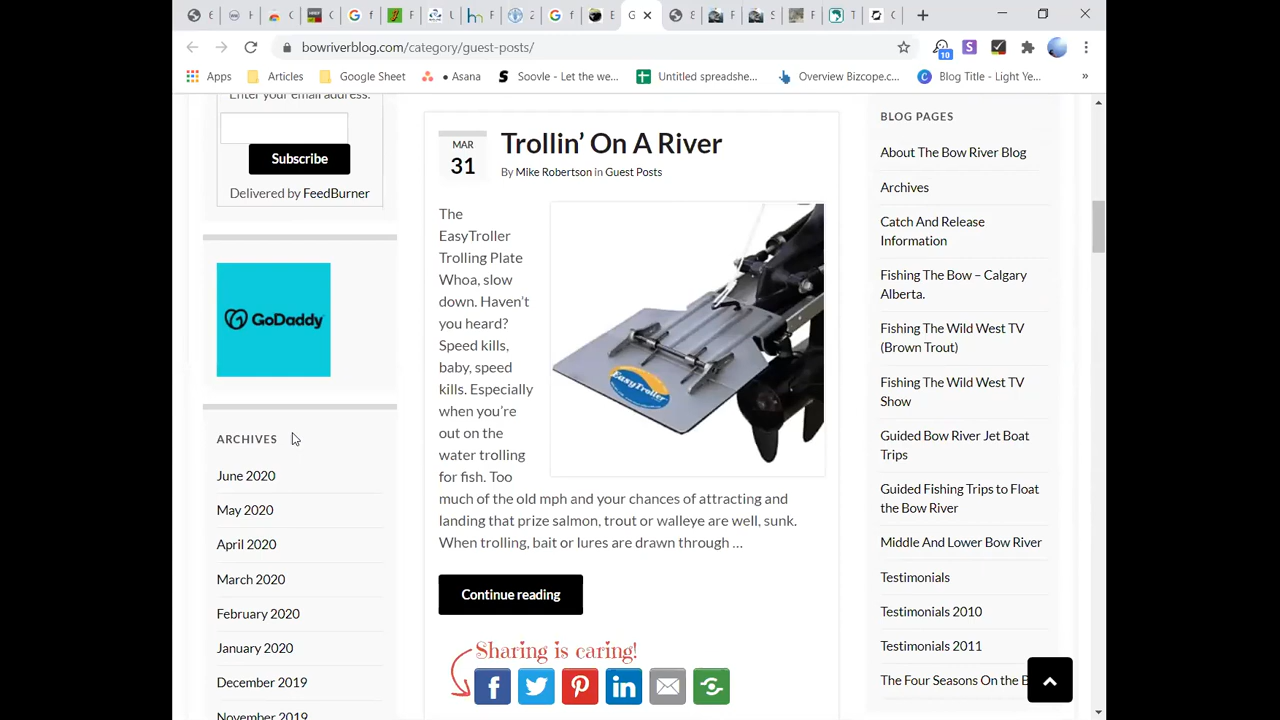 6
C
C
f
F
U
F
f
E
G
8
F
S
F
T
C
bowriverblog.com/category/guest-posts/
10
Apps
Articles
Google Sheet
• Asana
Soovle - Let the we...
Untitled spreadshe...
Overview Bizcope.c...
Blog Title - Light Ye...
»
Enter your email address:
Subscribe
Delivered by FeedBurner
GoDaddy
ARCHIVES
June 2020
May 2020
April 2020
March 2020
February 2020
January 2020
December 2019
November 2019
MAR
31
Trollin’ On A River
By Mike Robertson in Guest Posts
The
EasyTroller
Trolling Plate
Whoa, slow
down. Haven’t
you heard?
Speed kills,
baby, speed
kills. Especially
when you’re
out on the
water trolling
for fish. Too
much of the old mph and your chances of attracting and
landing that prize salmon, trout or walleye are well, sunk.
When trolling, bait or lures are drawn through ...
EasyTroller
Continue reading
Sharing is caring!
BLOG PAGES
About The Bow River Blog
Archives
Catch And Release
Information
Fishing The Bow – Calgary
Alberta.
Fishing The Wild West TV
(Brown Trout)
Fishing The Wild West TV
Show
Guided Bow River Jet Boat
Trips
Guided Fishing Trips to Float
the Bow River
Middle And Lower Bow River
Testimonials
Testimonials 2010
Testimonials 2011
The Four Seasons On the B